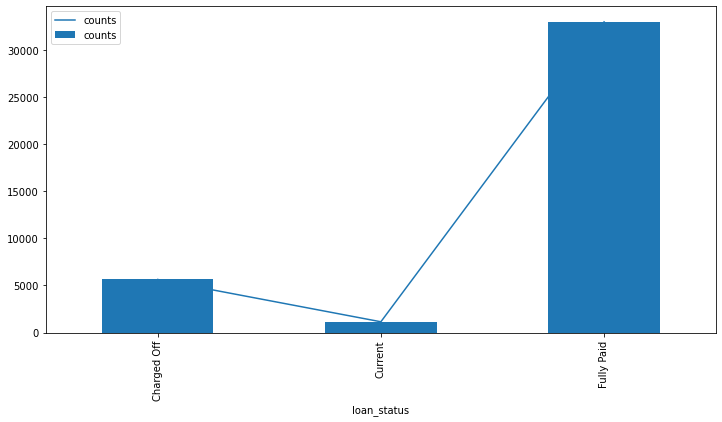 counts
counts
30000
25000
20000
15000
10000
5000
0
Charged Off
Current
Fully Paid
loan_status